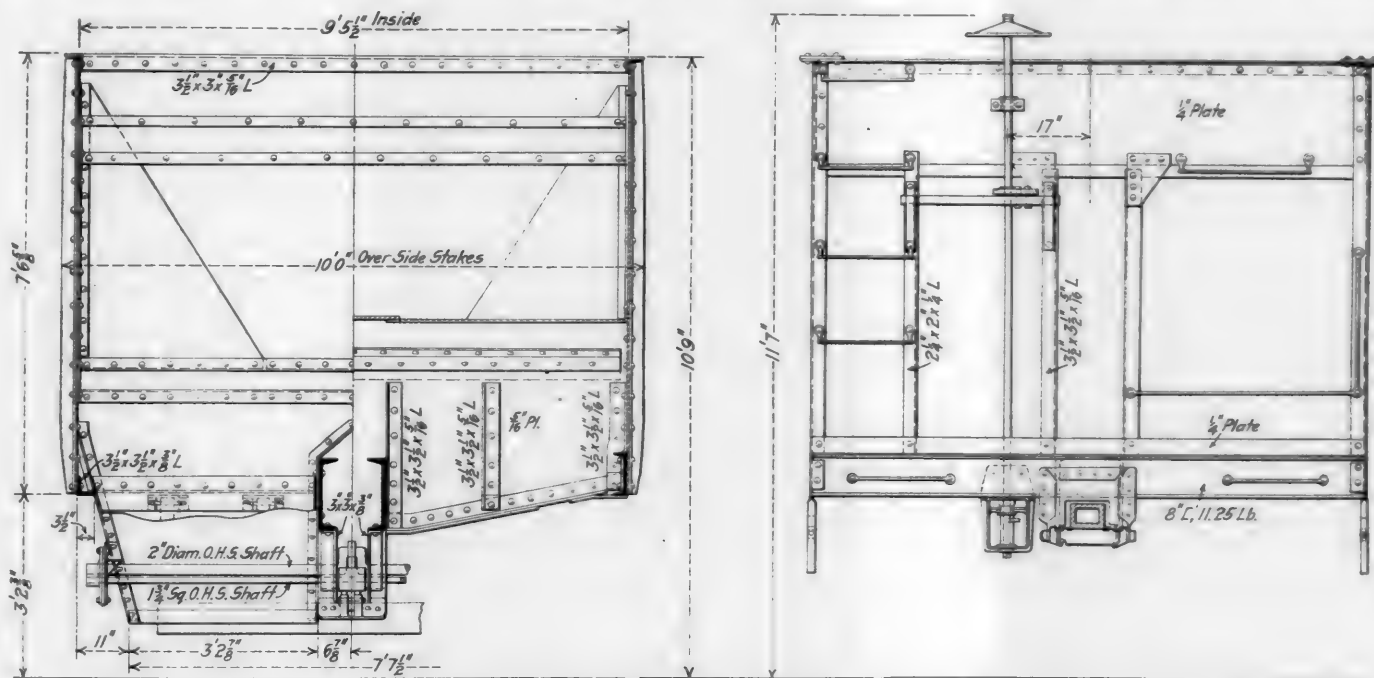 9'5½" Inside
3½" x 3" x 5/16" L
7'6⅝"
10'0" Over Side Stakes
10'9"
3½" x 3½" x 5/16" L
3½" x 3½" x 5/16" L
5/16" Pl.
3½" x 3½" x 5/16" L
3½" x 3½" x ⅜" L
3" x 3" x ⅜"
3½"
2" Diam. O.H.S. Shaft
1¾" Sq. O.H.S. Shaft
3'2⅜"
11"
3'2⅞"
6⅞"
7'7½"
11'7"
¼" Plate
17"
2¼" x 2" x ¼" L
3½" x 3½" x 5/16" L
¼" Plate
8" [, 11.25 Lb.